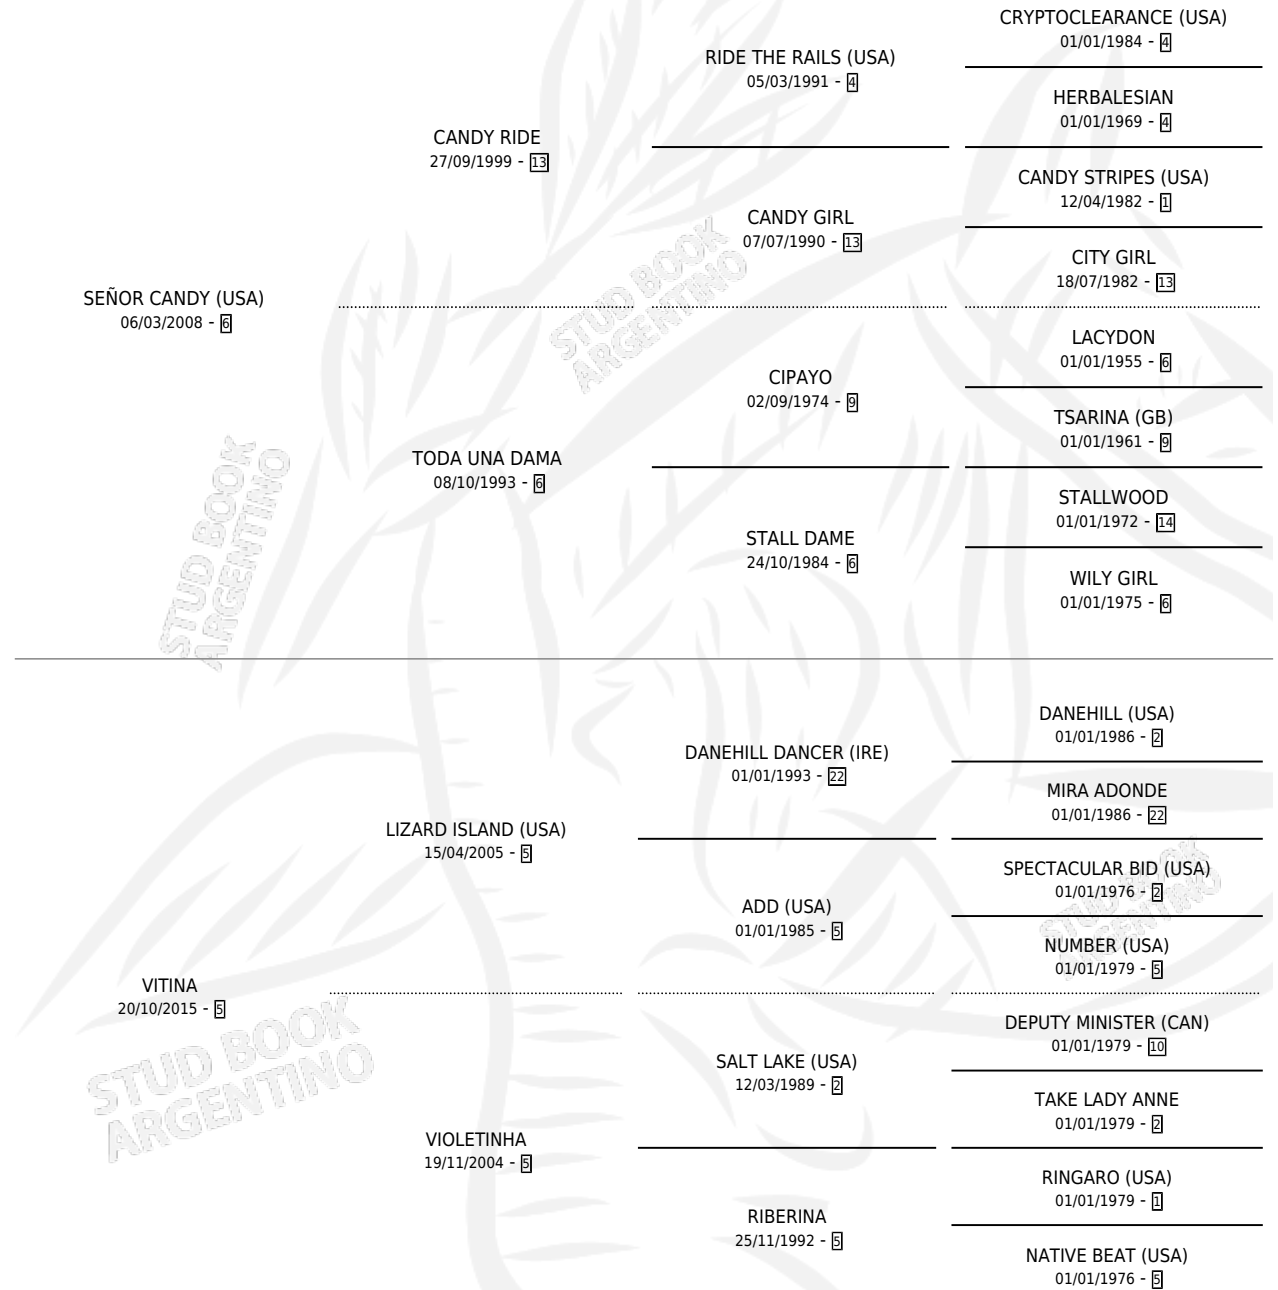 CRYPTOCLEARANCE (USA)
01/01/1984 - 4
RIDE THE RAILS (USA)
05/03/1991 - 4
HERBALESIAN
01/01/1969 - 4
CANDY RIDE
27/09/1999 - 13
CANDY STRIPES (USA)
12/04/1982 - 1
CANDY GIRL
07/07/1990 - 13
CITY GIRL
18/07/1982 - 13
SEÑOR CANDY (USA)
06/03/2008 - 6
LACYDON
01/01/1955 - 6
CIPAYO
02/09/1974 - 9
TSARINA (GB)
01/01/1961 - 9
TODA UNA DAMA
08/10/1993 - 6
STALLWOOD
01/01/1972 - 14
STALL DAME
24/10/1984 - 6
WILY GIRL
01/01/1975 - 6
DANEHILL (USA)
01/01/1986 - 2
DANEHILL DANCER (IRE)
01/01/1993 - 22
MIRA ADONDE
01/01/1986 - 22
LIZARD ISLAND (USA)
15/04/2005 - 5
SPECTACULAR BID (USA)
01/01/1976 - 2
ADD (USA)
01/01/1985 - 5
NUMBER (USA)
01/01/1979 - 5
VITINA
20/10/2015 - 5
DEPUTY MINISTER (CAN)
01/01/1979 - 10
SALT LAKE (USA)
12/03/1989 - 2
TAKE LADY ANNE
01/01/1979 - 2
VIOLETINHA
19/11/2004 - 5
RINGARO (USA)
01/01/1979 - 1
RIBERINA
25/11/1992 - 5
NATIVE BEAT (USA)
01/01/1976 - 5
STUD BOOK
ARGENTINO
STUD BOOK
ARGENTINO
STUD BOOK
ARGENTINO
STUD BOOK
ARGENTINO